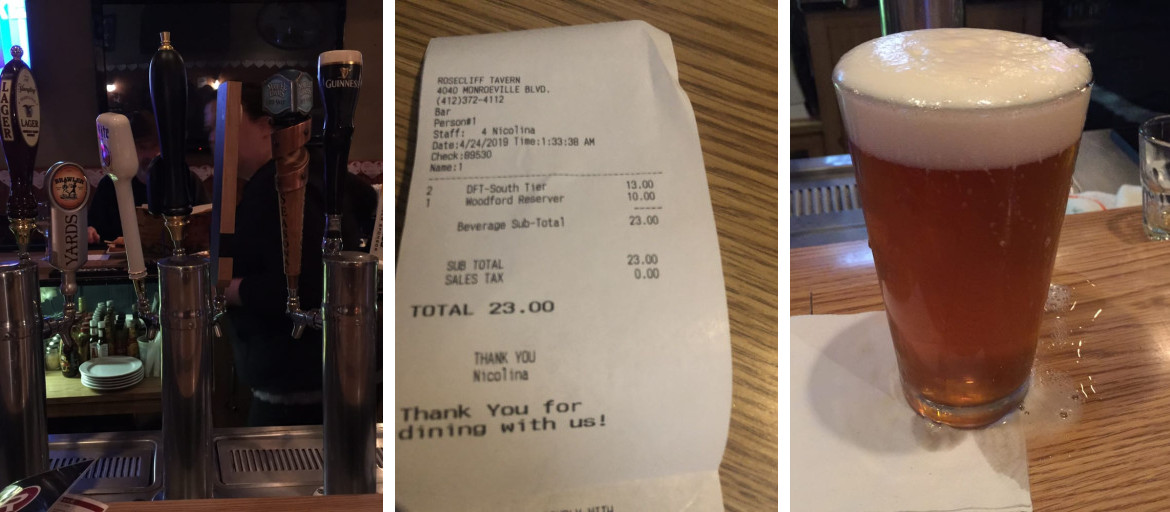 LAGER
Yuengling
LAGER
BRAWLER
YARDS
Lite
GUINNESS
ROSECLIFF TAVERN
4040 MONROEVILLE BLVD.
(412)372-4112
Bar
Person#1
Staff: 4 Nicolina
Date:4/24/2019 Time:1:33:38 AM
Check:89530
Name:1
2 DFT-South Tier 13.00
1 Woodford Reserver 10.00
Beverage Sub-Total 23.00
SUB TOTAL 23.00
SALES TAX 0.00
TOTAL 23.00
THANK YOU
Nicolina
Thank You for
dining with us!